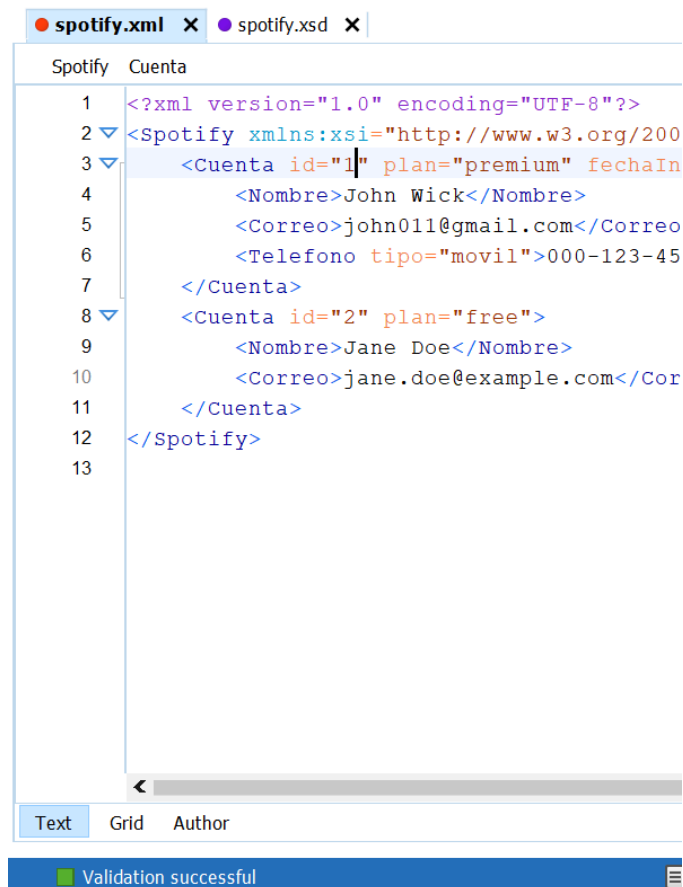 spotify.xml spotify.xsd
Spotify Cuenta
1 <?xml version="1.0" encoding="UTF-8"?>
2 <Spotify xmlns:xsi="http://www.w3.org/200
3 <Cuenta id="1" plan="premium" fechaIn
4 <Nombre>John Wick</Nombre>
5 <Correo>john011@gmail.com</Correo
6 <Telefono tipo="movil">000-123-45
7 </Cuenta>
8 <Cuenta id="2" plan="free">
9 <Nombre>Jane Doe</Nombre>
10 <Correo>jane.doe@example.com</Cor
11 </Cuenta>
12 </Spotify>
13
Text Grid Author
Validation successful